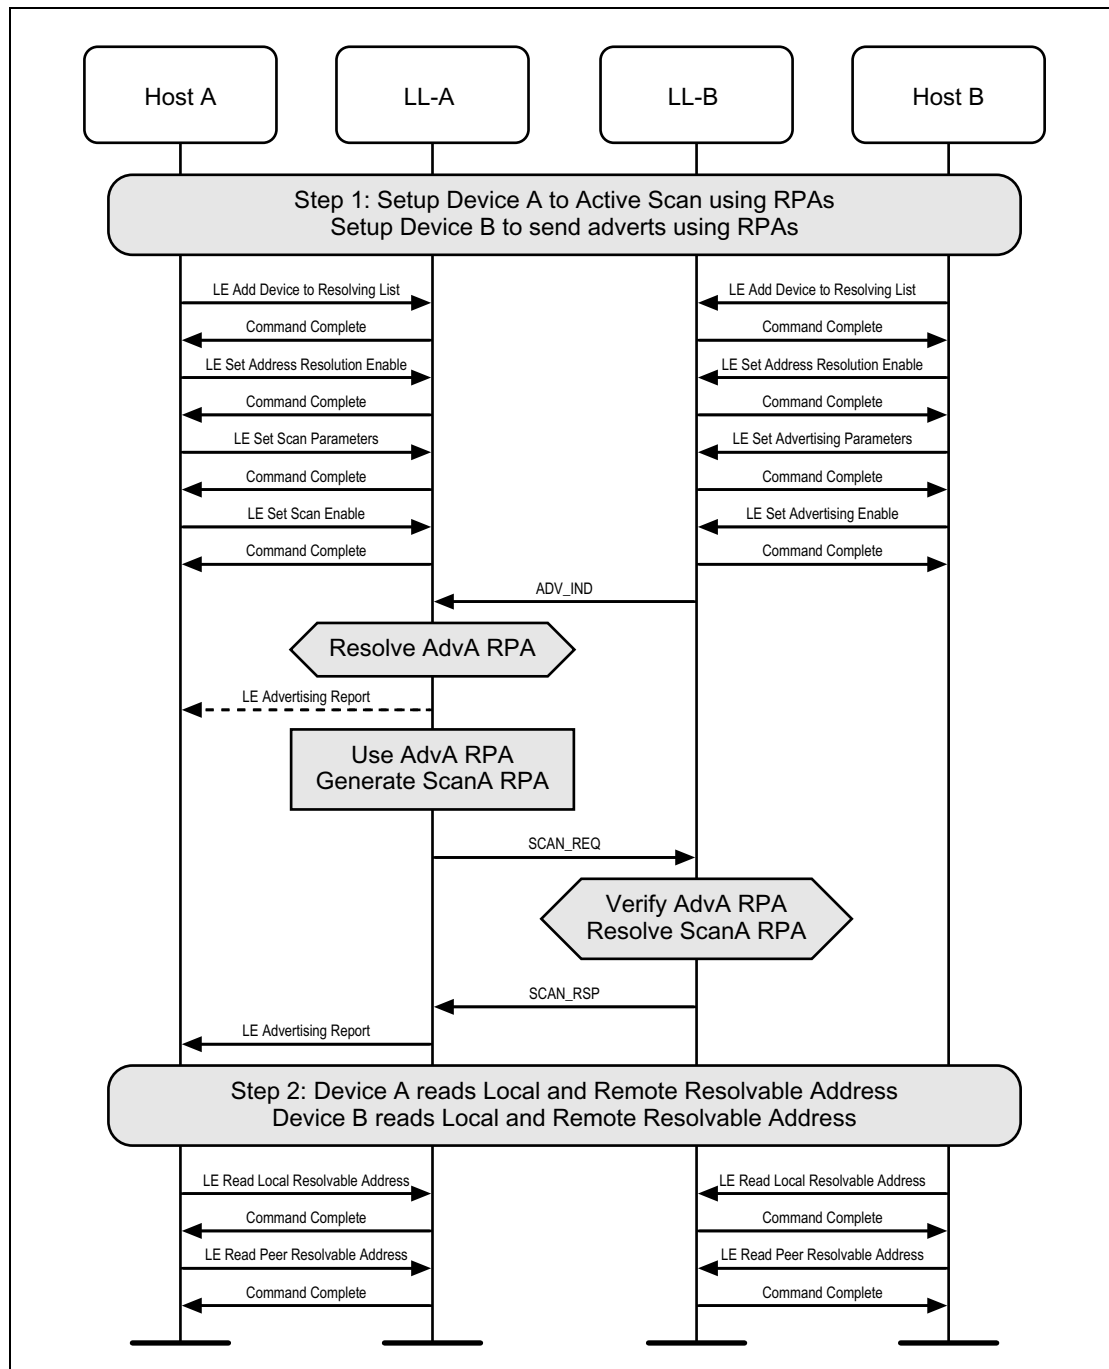 Host A
LL-A
LL-B
Host B
Step 1: Setup Device A to Active Scan using RPAs
Setup Device B to send adverts using RPAs
LE Add Device to Resolving List
LE Add Device to Resolving List
Command Complete
Command Complete
LE Set Address Resolution Enable
LE Set Address Resolution Enable
Command Complete
Command Complete
LE Set Scan Parameters
LE Set Advertising Parameters
Command Complete
Command Complete
LE Set Scan Enable
LE Set Advertising Enable
Command Complete
Command Complete
ADV_IND
Resolve AdvA RPA
LE Advertising Report
Use AdvA RPA
Generate ScanA RPA
SCAN_REQ
Verify AdvA RPA
Resolve ScanA RPA
SCAN_RSP
LE Advertising Report
Step 2: Device A reads Local and Remote Resolvable Address
Device B reads Local and Remote Resolvable Address
LE Read Local Resolvable Address
LE Read Local Resolvable Address
Command Complete
Command Complete
LE Read Peer Resolvable Address
LE Read Peer Resolvable Address
Command Complete
Command Complete